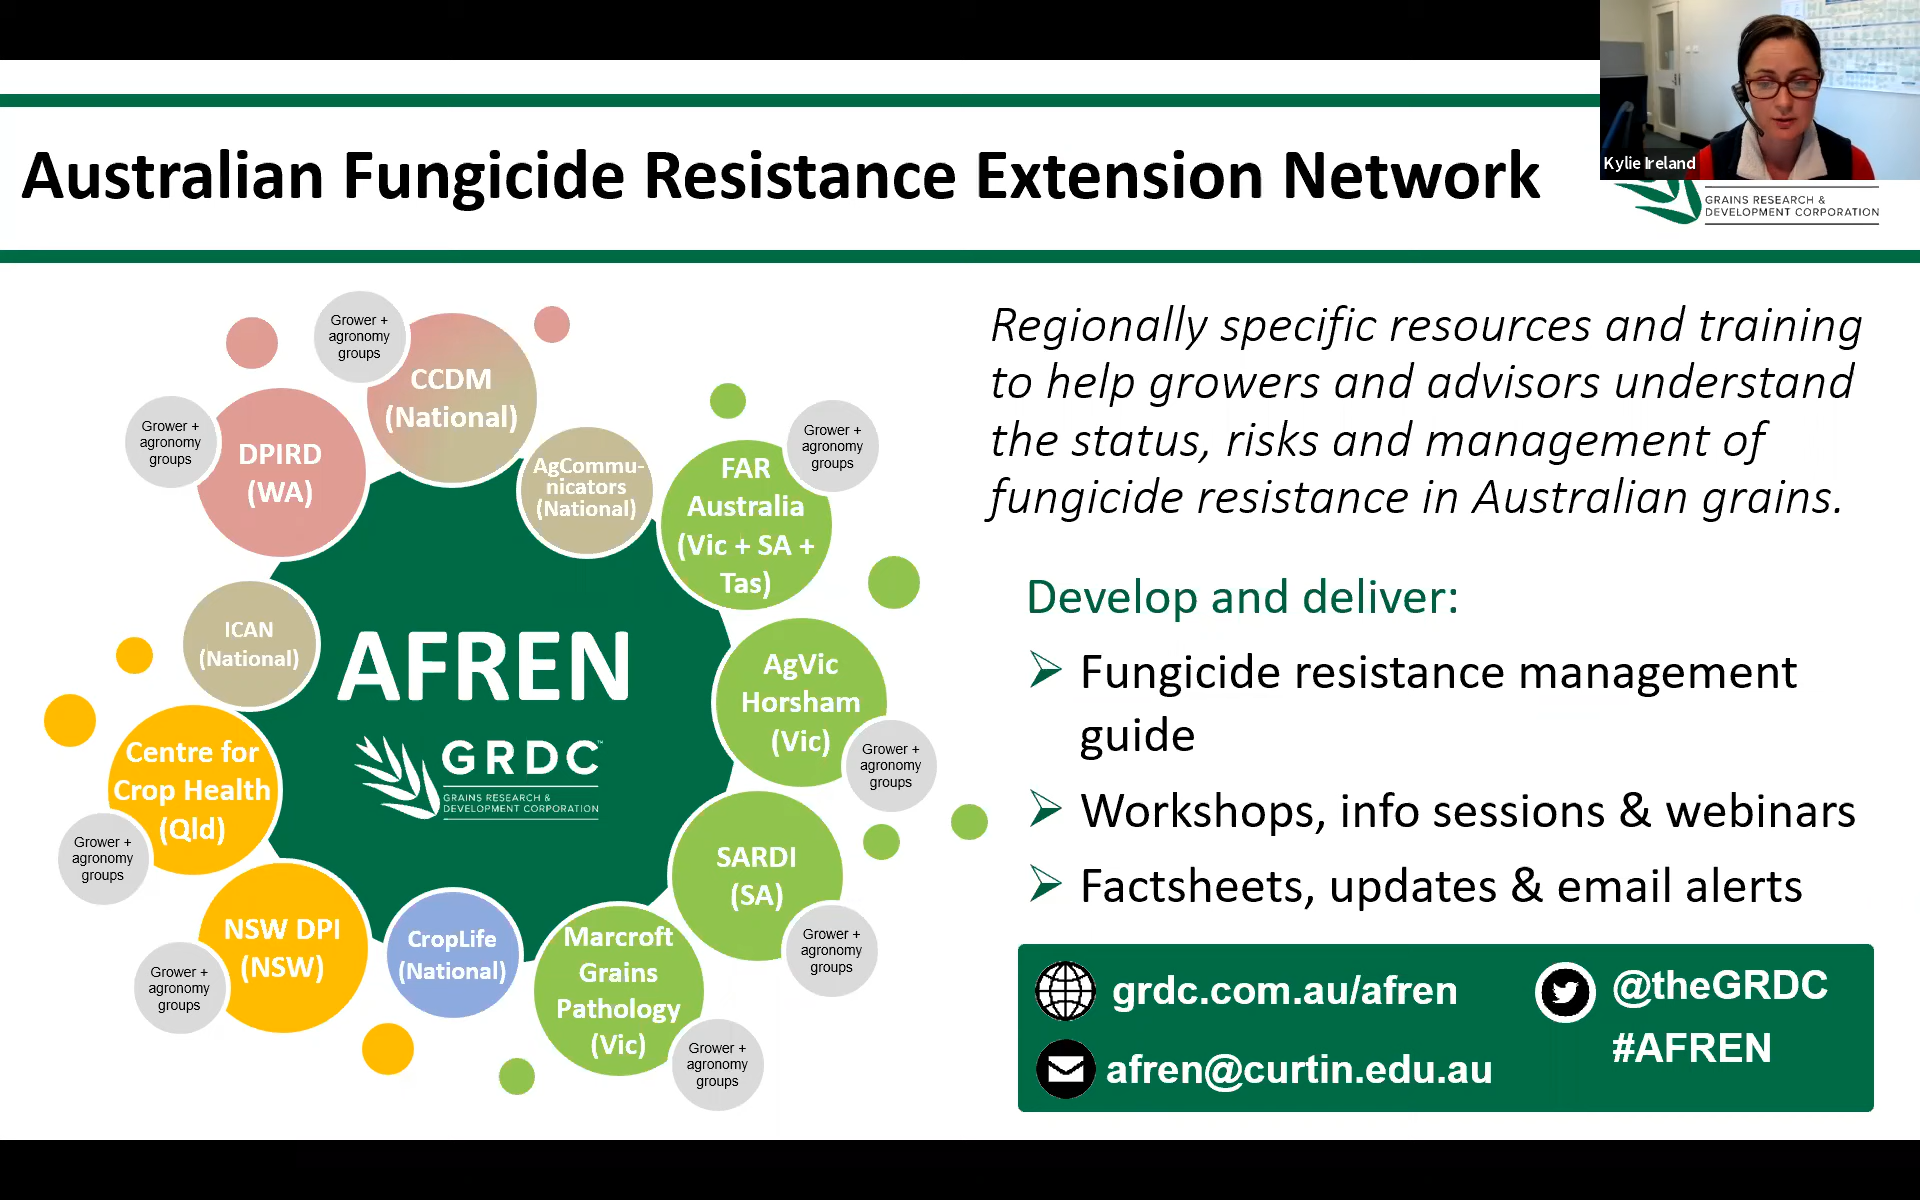 Kylie Ireland
Australian Fungicide Resistance Extension Network
GRAINS RESEARCH &
DEVELOPMENT CORPORATION
Grower +
agronomy
groups
CCDM
(National)
Grower +
agronomy
groups
DPIRD
(WA)
AgCommu-
nicators
(National)
Grower +
agronomy
groups
FAR
Australia
(Vic + SA +
Tas)
ICAN
(National)
AFREN
GRDC™
GRAINS RESEARCH &
DEVELOPMENT CORPORATION
AgVic
Horsham
(Vic)
Grower +
agronomy
groups
Centre for
Crop Health
(Qld)
Grower +
agronomy
groups
SARDI
(SA)
Grower +
agronomy
groups
NSW DPI
(NSW)
Grower +
agronomy
groups
CropLife
(National)
Marcroft
Grains
Pathology
(Vic)
Grower +
agronomy
groups
Regionally specific resources and training
to help growers and advisors understand
the status, risks and management of
fungicide resistance in Australian grains.
Develop and deliver:
➢ Fungicide resistance management
guide
➢ Workshops, info sessions & webinars
➢ Factsheets, updates & email alerts
grdc.com.au/afren
@theGRDC
#AFREN
afren@curtin.edu.au